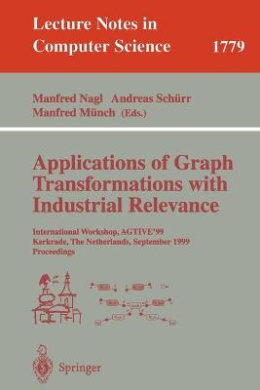 Lecture Notes in
Computer Science 1779
Manfred Nagl Andreas Schürr
Manfred Münch (Eds.)
Applications of Graph
Transformations with
Industrial Relevance
International Workshop, AGTIVE'99
Kerkrade, The Netherlands, September 1999
Proceedings
Springer